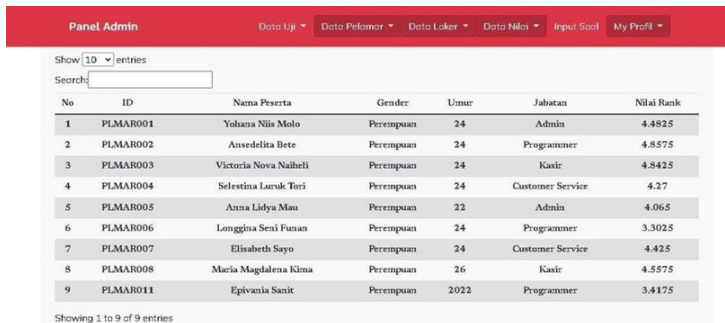 Panel Admin Data Uji Data Pelamar Data Loker Data Nilai Input Soal My Profil
Show 10 entries
Search:
No ID Nama Peserta Gender Umur Jabatan Nilai Rank
1 PLMAR001 Yohana Niis Molo Perempuan 24 Admin 4.4825
2 PLMAR002 Ansedelita Bete Perempuan 24 Programmer 4.8575
3 PLMAR003 Victoria Nova Naiheli Perempuan 24 Kasir 4.8425
4 PLMAR004 Selestina Luruk Tori Perempuan 24 Customer Service 4.27
5 PLMAR005 Anna Lidya Mau Perempuan 22 Admin 4.065
6 PLMAR006 Longgina Seni Funan Perempuan 24 Programmer 3.3025
7 PLMAR007 Elisabeth Sayo Perempuan 24 Customer Service 4.425
8 PLMAR008 Maria Magdalena Kima Perempuan 26 Kasir 4.5575
9 PLMAR011 Epivania Sanit Perempuan 2022 Programmer 3.4175
Showing 1 to 9 of 9 entries